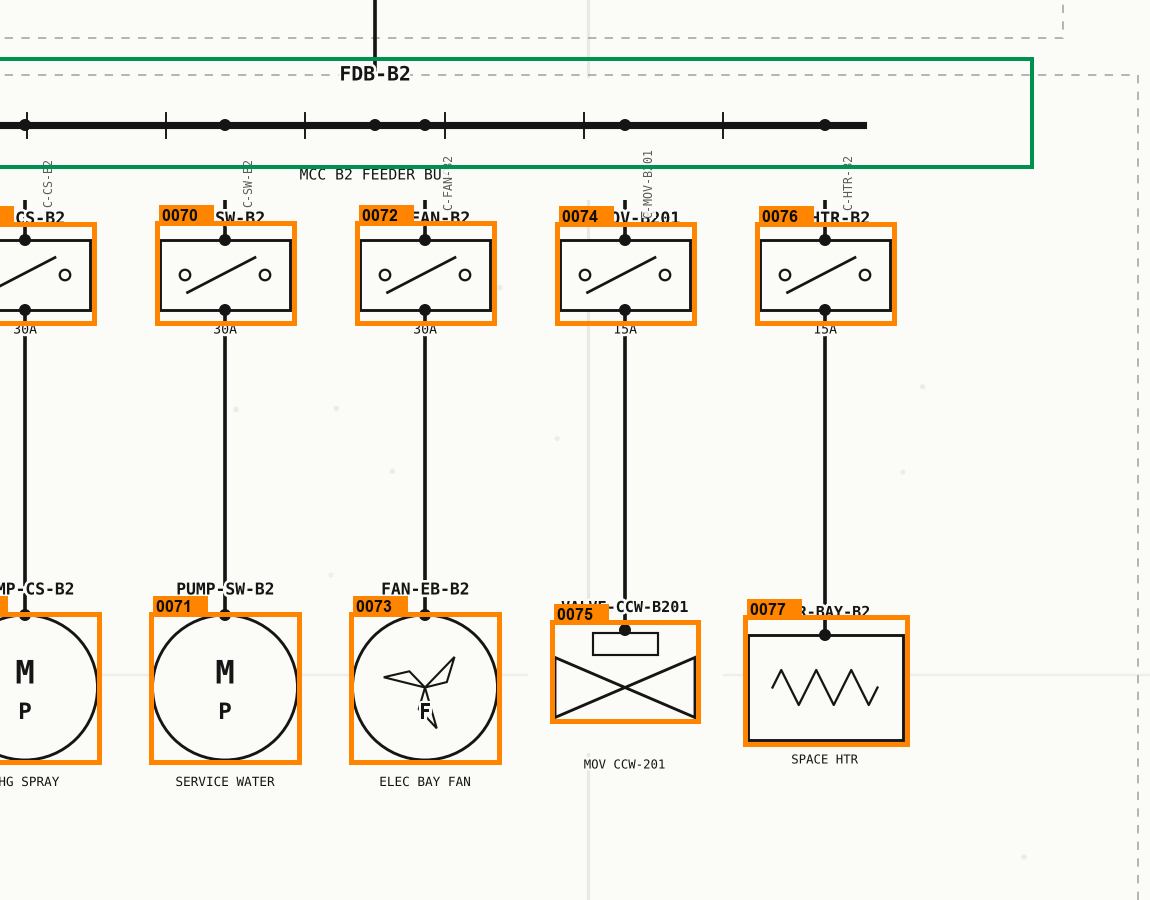 FDB-B2
C-CS-B2
C-SW-B2
C-FAN-B2
C-MOV-B201
C-HTR-B2
MCC B2 FEEDER BU
CS-B2
0070 SW-B2
0072 FAN-B2
0074 OV-B201
0076 HTR-B2
30A
30A
30A
15A
15A
MP-CS-B2
PUMP-SW-B2
FAN-EB-B2
VALVE-CCW-B201
R-BAY-B2
0071
0073
0075
0077
M
P
M
P
F
HG SPRAY
SERVICE WATER
ELEC BAY FAN
MOV CCW-201
SPACE HTR